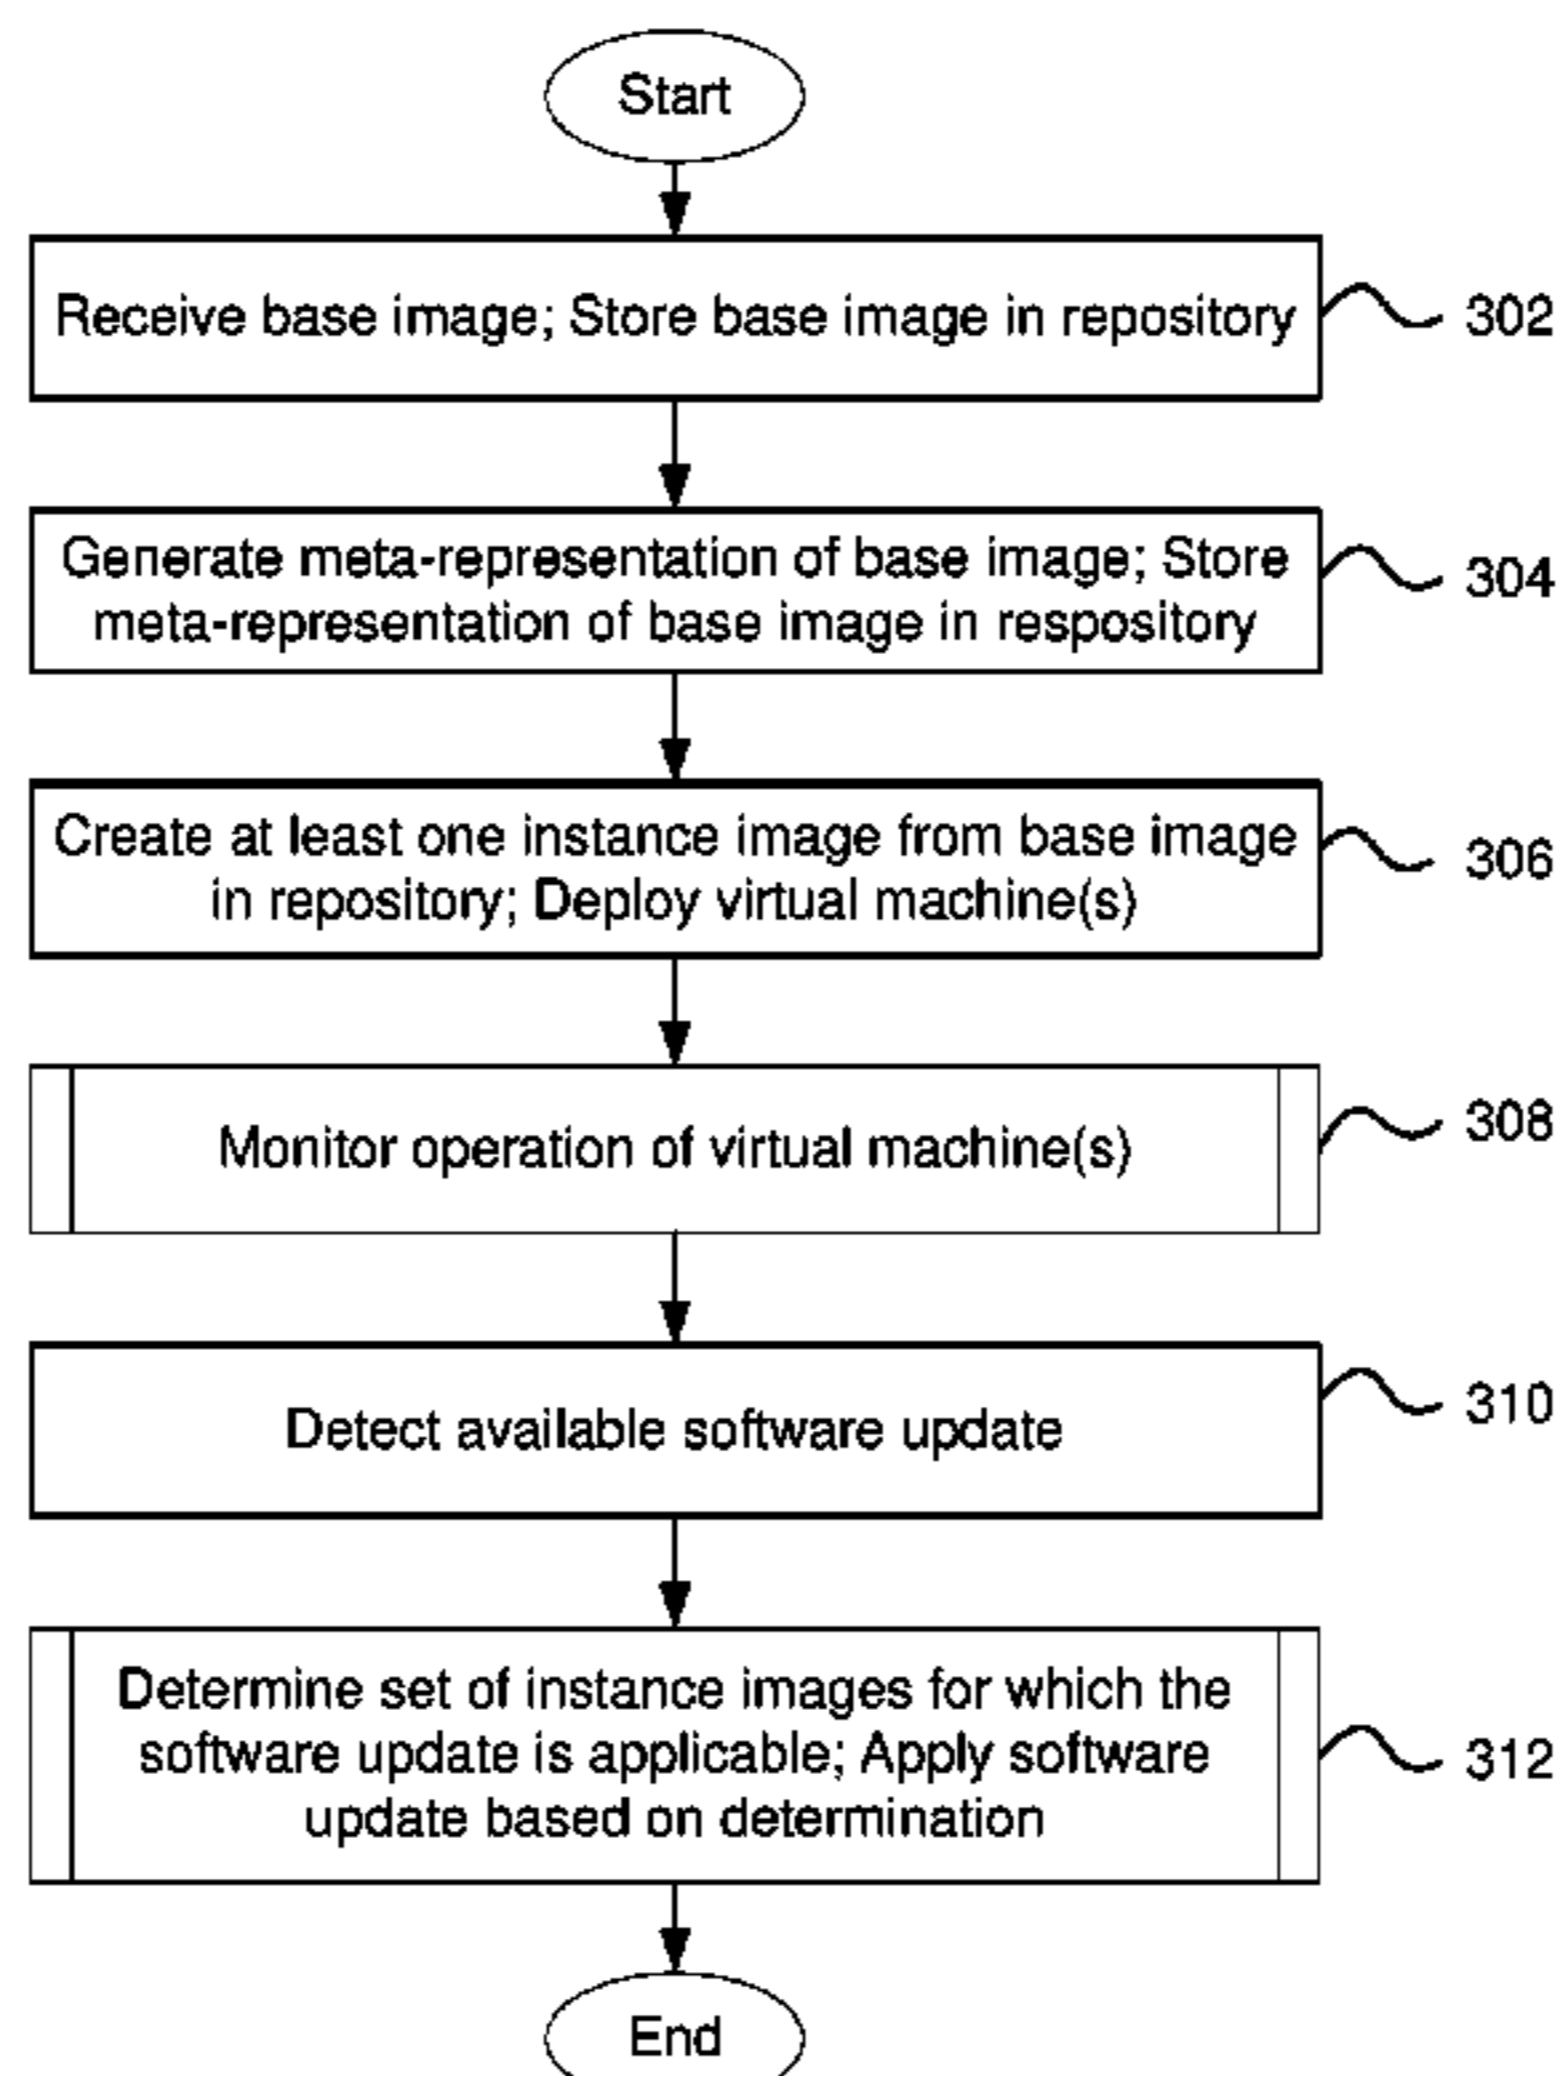 Start
Receive base image; Store base image in repository
302
Generate meta-representation of base image; Store
meta-representation of base image in respository
304
Create at least one instance image from base image
in repository; Deploy virtual machine(s)
306
Monitor operation of virtual machine(s)
308
Detect available software update
310
Determine set of instance images for which the
software update is applicable; Apply software
update based on determination
312
End